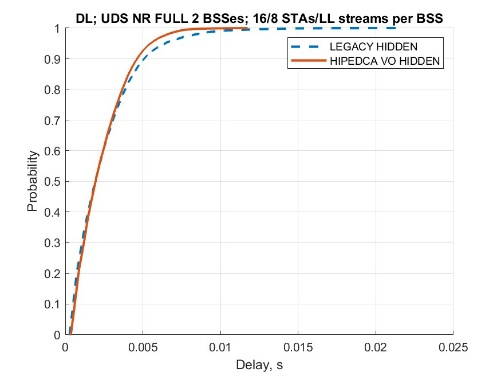 DL; UDS NR FULL 2 BSSes; 16/8 STAs/LL streams per BSS
LEGACY HIDDEN
HIPEDCA VO HIDDEN
1
0.9
0.8
0.7
0.6
0.5
0.4
0.3
0.2
0.1
0
Probability
0 0.005 0.01 0.015 0.02 0.025
Delay, s